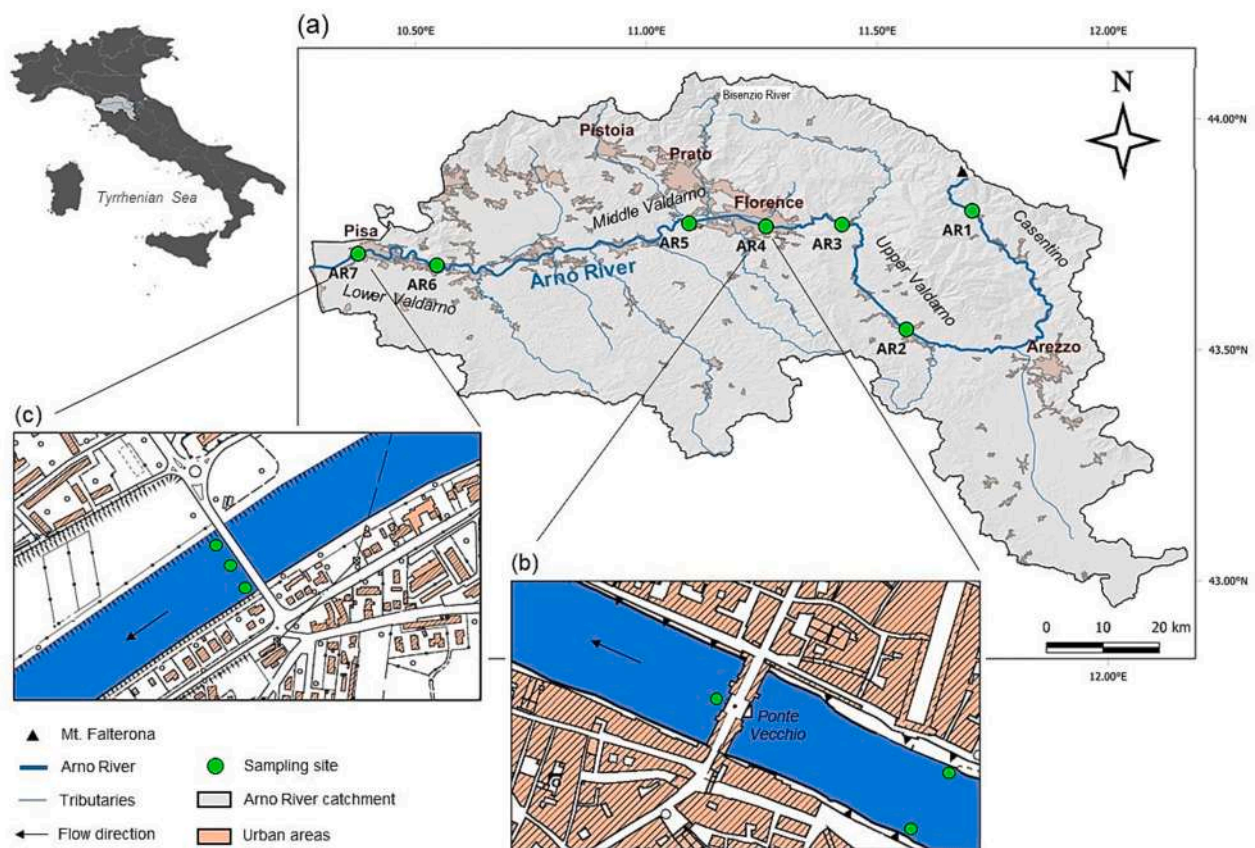 (a)
10.50°E
11.00°E
11.50°E
12.00°E
N
44.00°N
43.50°N
43.00°N
12.00°E
Tyrrhenian Sea
Bisenzio River
Pistoia
Prato
Middle Valdarno
Florence
Casentino
AR1
Pisa
AR5
AR4
AR3
Upper Valdarno
AR7
AR6
Arno River
Lower Valdarno
AR2
Arezzo
0 10 20 km
(c)
(b)
Ponte
Vecchio
Mt. Falterona
Arno River
Tributaries
Flow direction
Sampling site
Arno River catchment
Urban areas